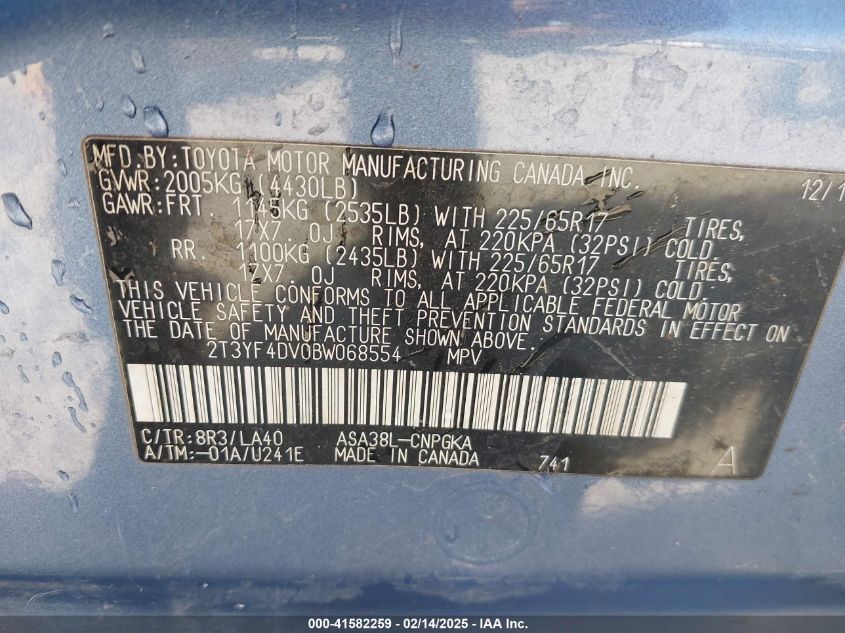 MFD.BY:TOYOTA MOTOR MANUFACTURING CANADA INC. 12/1
GVWR:2005KG (4430LB)
GAWR:FRT. 1145KG (2535LB) WITH 225/65R17 TIRES,
17X7.0J RIMS, AT 220KPA (32PSI) COLD.
RR. 1100KG (2435LB) WITH 225/65R17 TIRES,
17X7.0J RIMS, AT 220KPA (32PSI) COLD.
THIS VEHICLE CONFORMS TO ALL APPLICABLE FEDERAL MOTOR
VEHICLE SAFETY AND THEFT PREVENTION STANDARDS IN EFFECT ON
THE DATE OF MANUFACTURE SHOWN ABOVE.
2T3YF4DV0BW068554 MPV
C/TR:8R3/LA40 ASA38L-CNPGKA
A/TM:-01A/U241E MADE IN CANADA 741 A
000-41582259 - 02/14/2025 - IAA Inc.